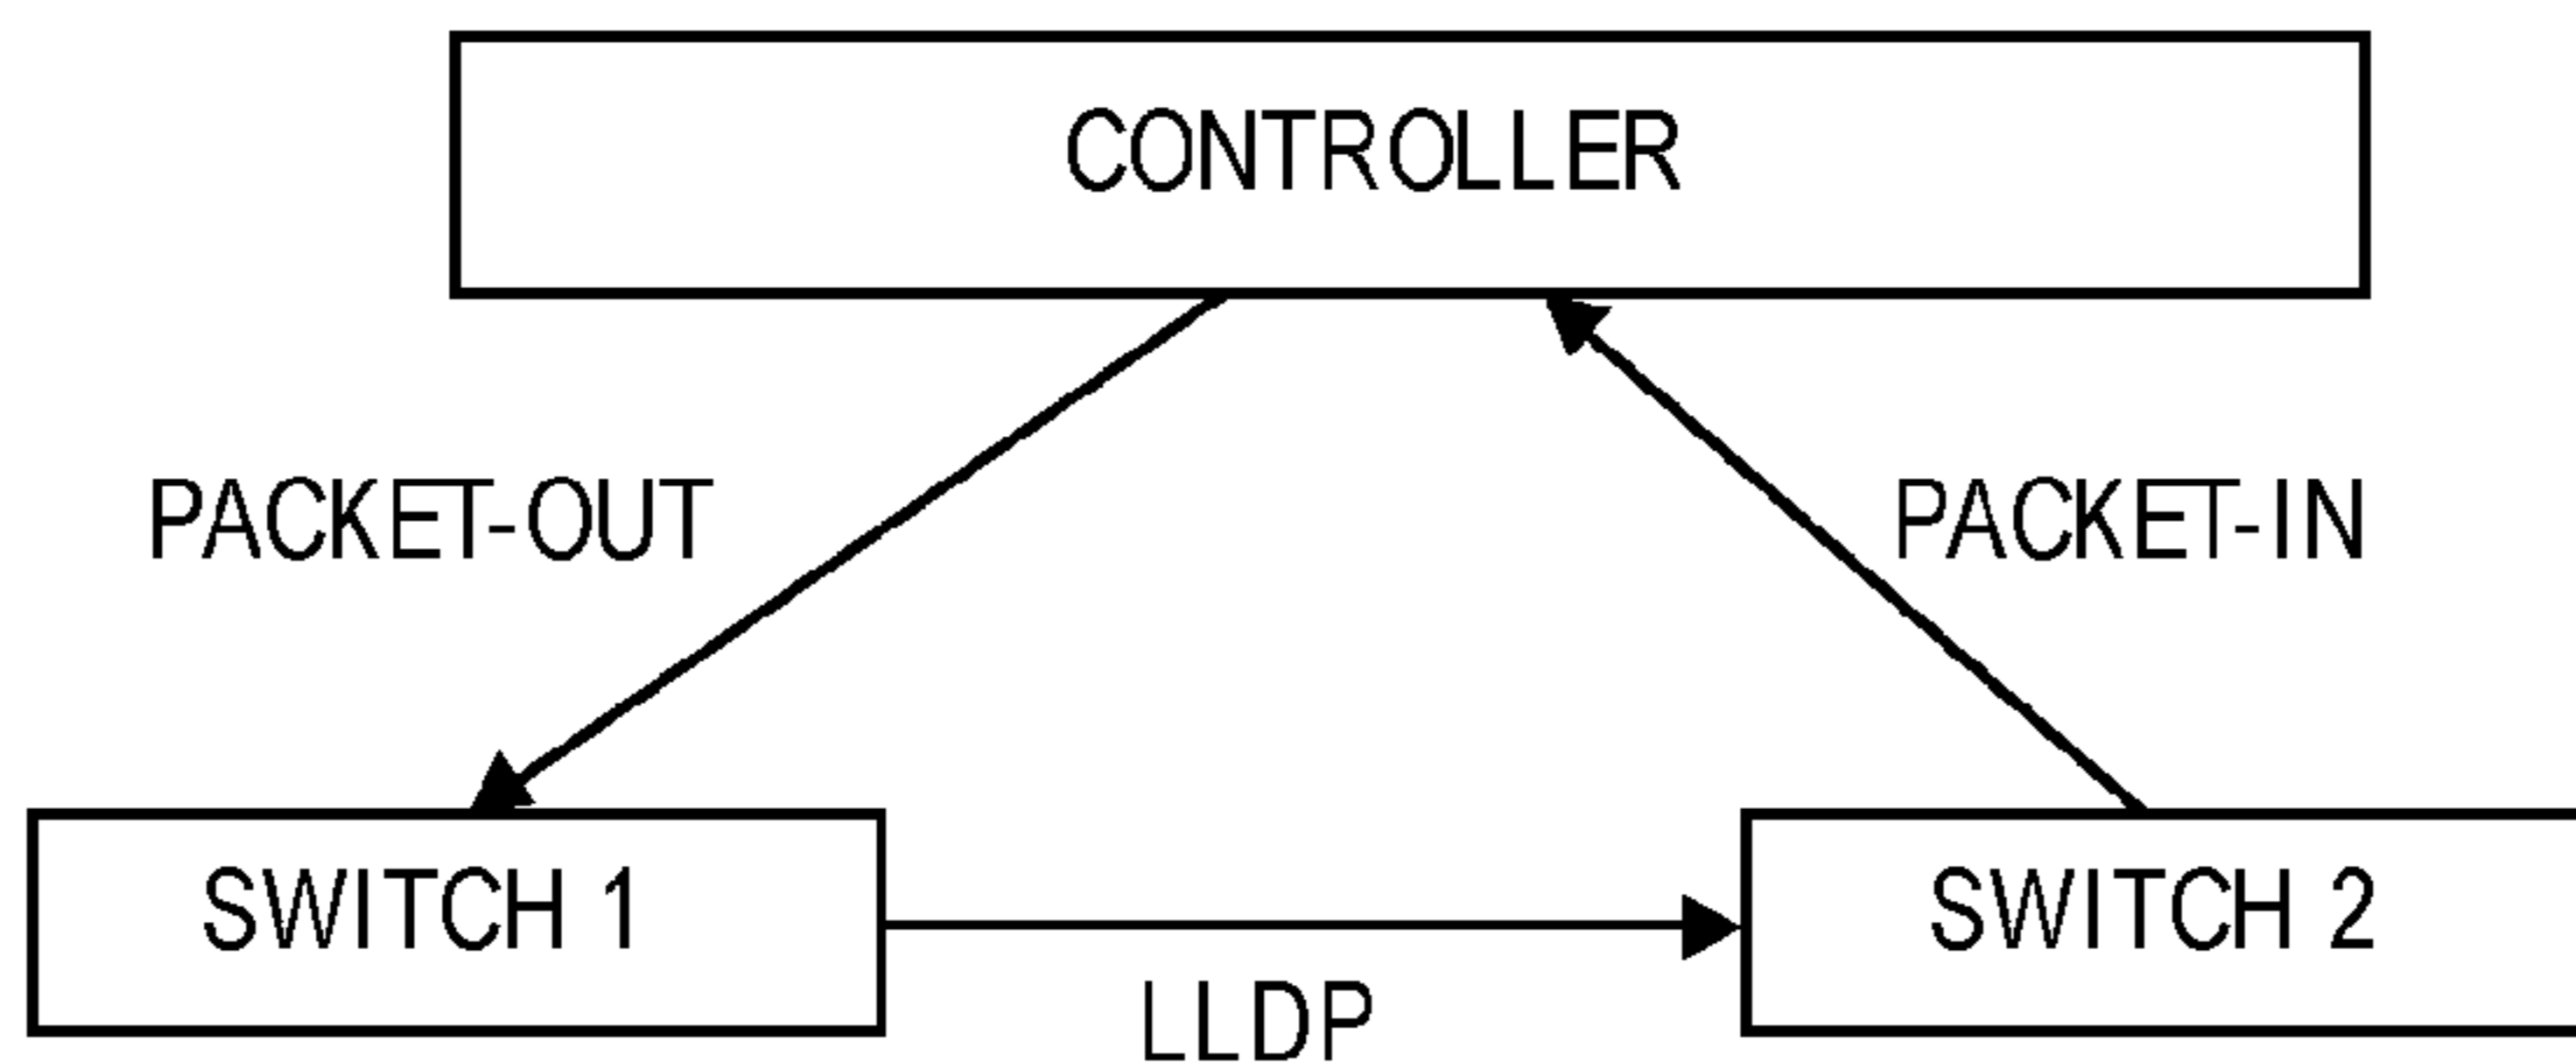 CONTROLLER
PACKET-OUT
PACKET-IN
SWITCH 1
SWITCH 2
LLDP